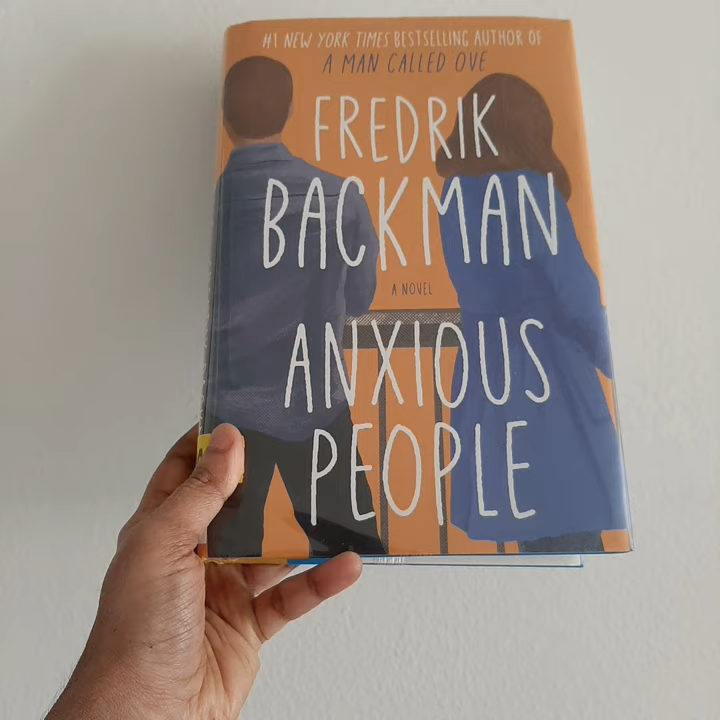 #1 NEW YORK TIMES BESTSELLING AUTHOR OF
A MAN CALLED OVE
FREDRIK
BACKMAN
A NOVEL
ANXIOUS
PEOPLE